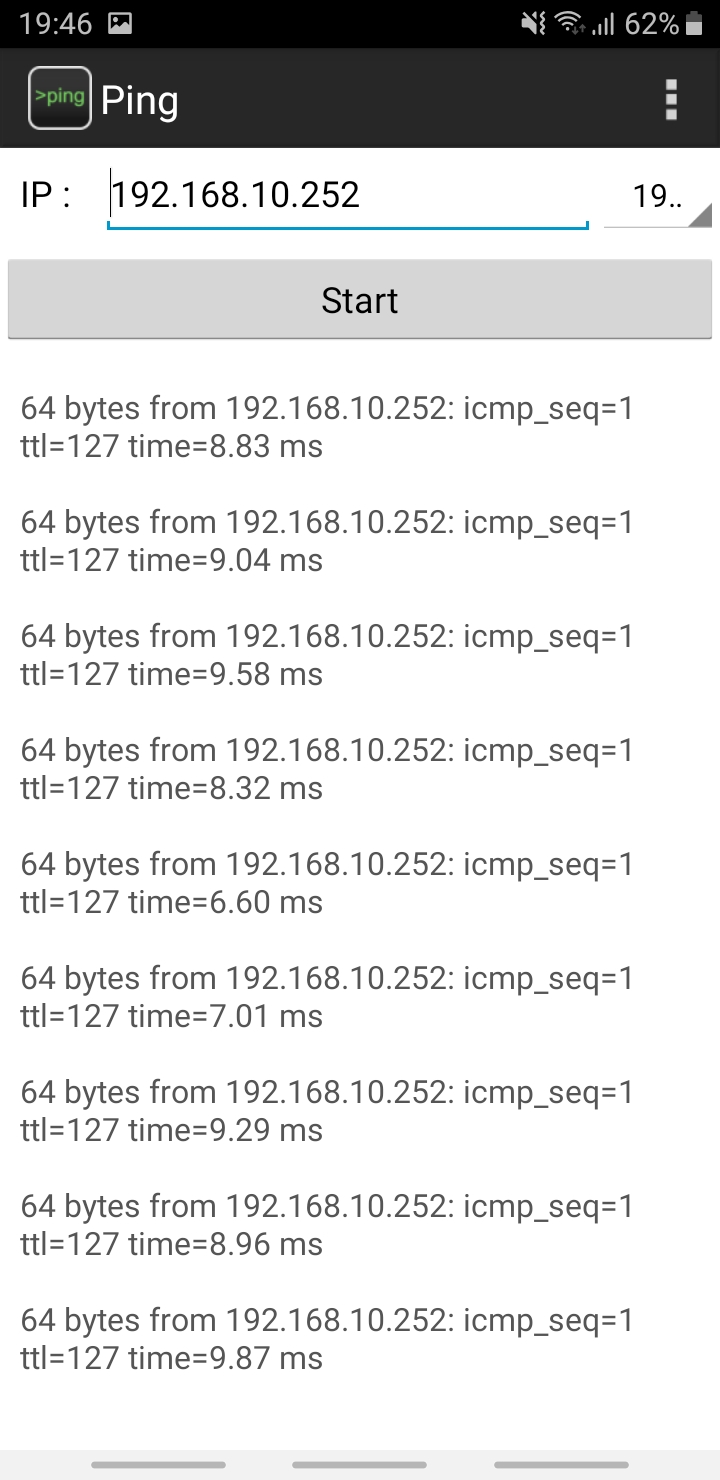 19:46 62%
>ping Ping
IP : 192.168.10.252 19..
Start
64 bytes from 192.168.10.252: icmp_seq=1
ttl=127 time=8.83 ms
64 bytes from 192.168.10.252: icmp_seq=1
ttl=127 time=9.04 ms
64 bytes from 192.168.10.252: icmp_seq=1
ttl=127 time=9.58 ms
64 bytes from 192.168.10.252: icmp_seq=1
ttl=127 time=8.32 ms
64 bytes from 192.168.10.252: icmp_seq=1
ttl=127 time=6.60 ms
64 bytes from 192.168.10.252: icmp_seq=1
ttl=127 time=7.01 ms
64 bytes from 192.168.10.252: icmp_seq=1
ttl=127 time=9.29 ms
64 bytes from 192.168.10.252: icmp_seq=1
ttl=127 time=8.96 ms
64 bytes from 192.168.10.252: icmp_seq=1
ttl=127 time=9.87 ms